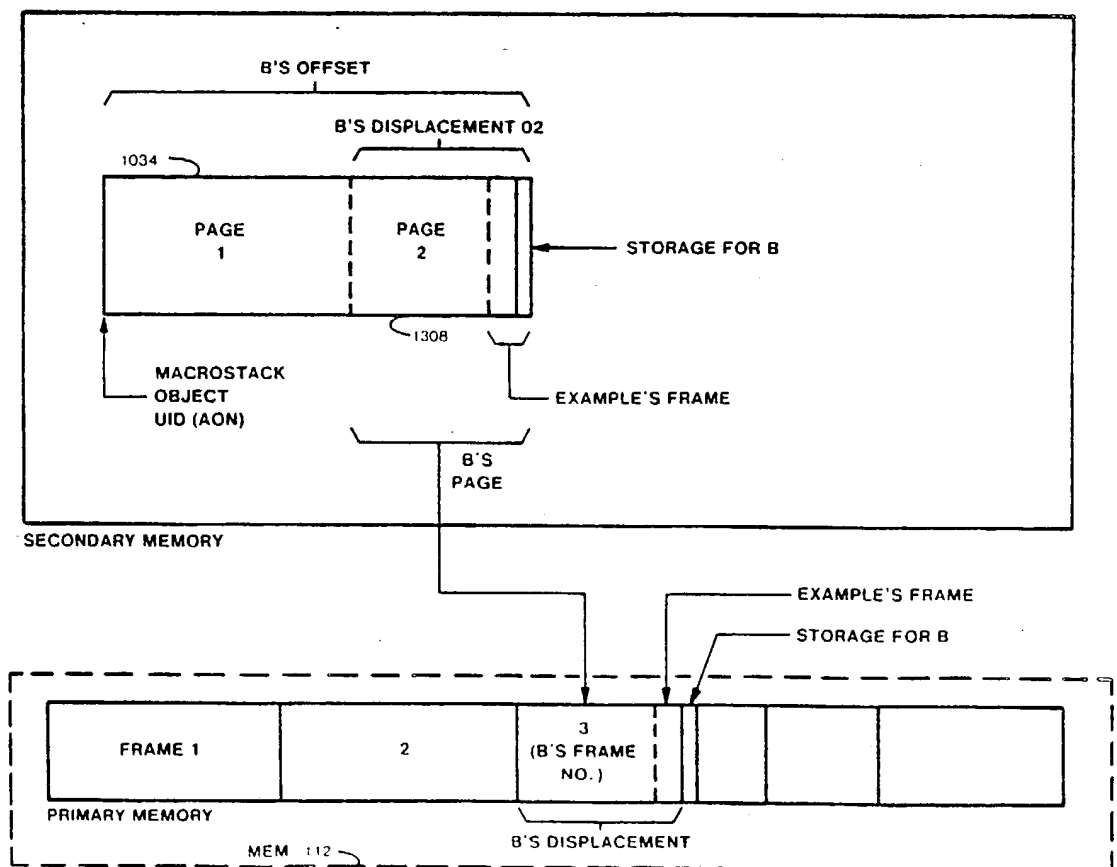 B'S OFFSET
B'S DISPLACEMENT 02
1034
PAGE
1
PAGE
2
STORAGE FOR B
1308
MACROSTACK
OBJECT
UID (AON)
EXAMPLE'S FRAME
B'S
PAGE
SECONDARY MEMORY
EXAMPLE'S FRAME
STORAGE FOR B
FRAME 1
2
3
(B'S FRAME
NO.)
PRIMARY MEMORY
B'S DISPLACEMENT
MEM 112